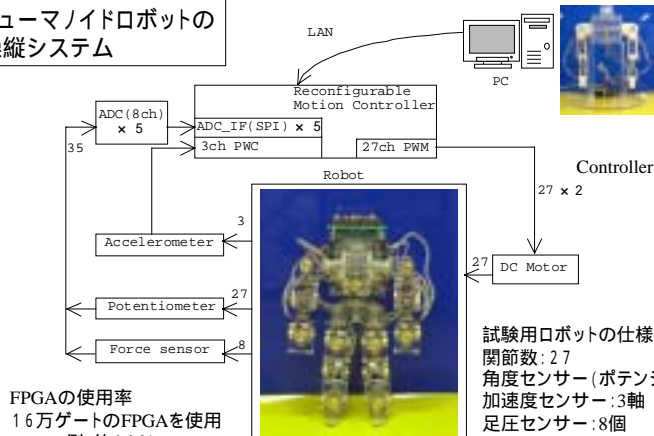 ューマノイドロボットの
縦システム
LAN
PC
Reconfigurable
Motion Controller
ADC(8ch)
× 5
ADC_IF(SPI) × 5
3ch PWC
27ch PWM
35
Robot
Controller
27 × 2
3
Accelerometer
27
DC Motor
27
Potentiometer
8
Force sensor
試験用ロボットの仕様
関節数:27
角度センサー(ポテンシ
加速度センサー:3軸
足圧センサー:8個
FPGAの使用率
16万ゲートのFPGAを使用